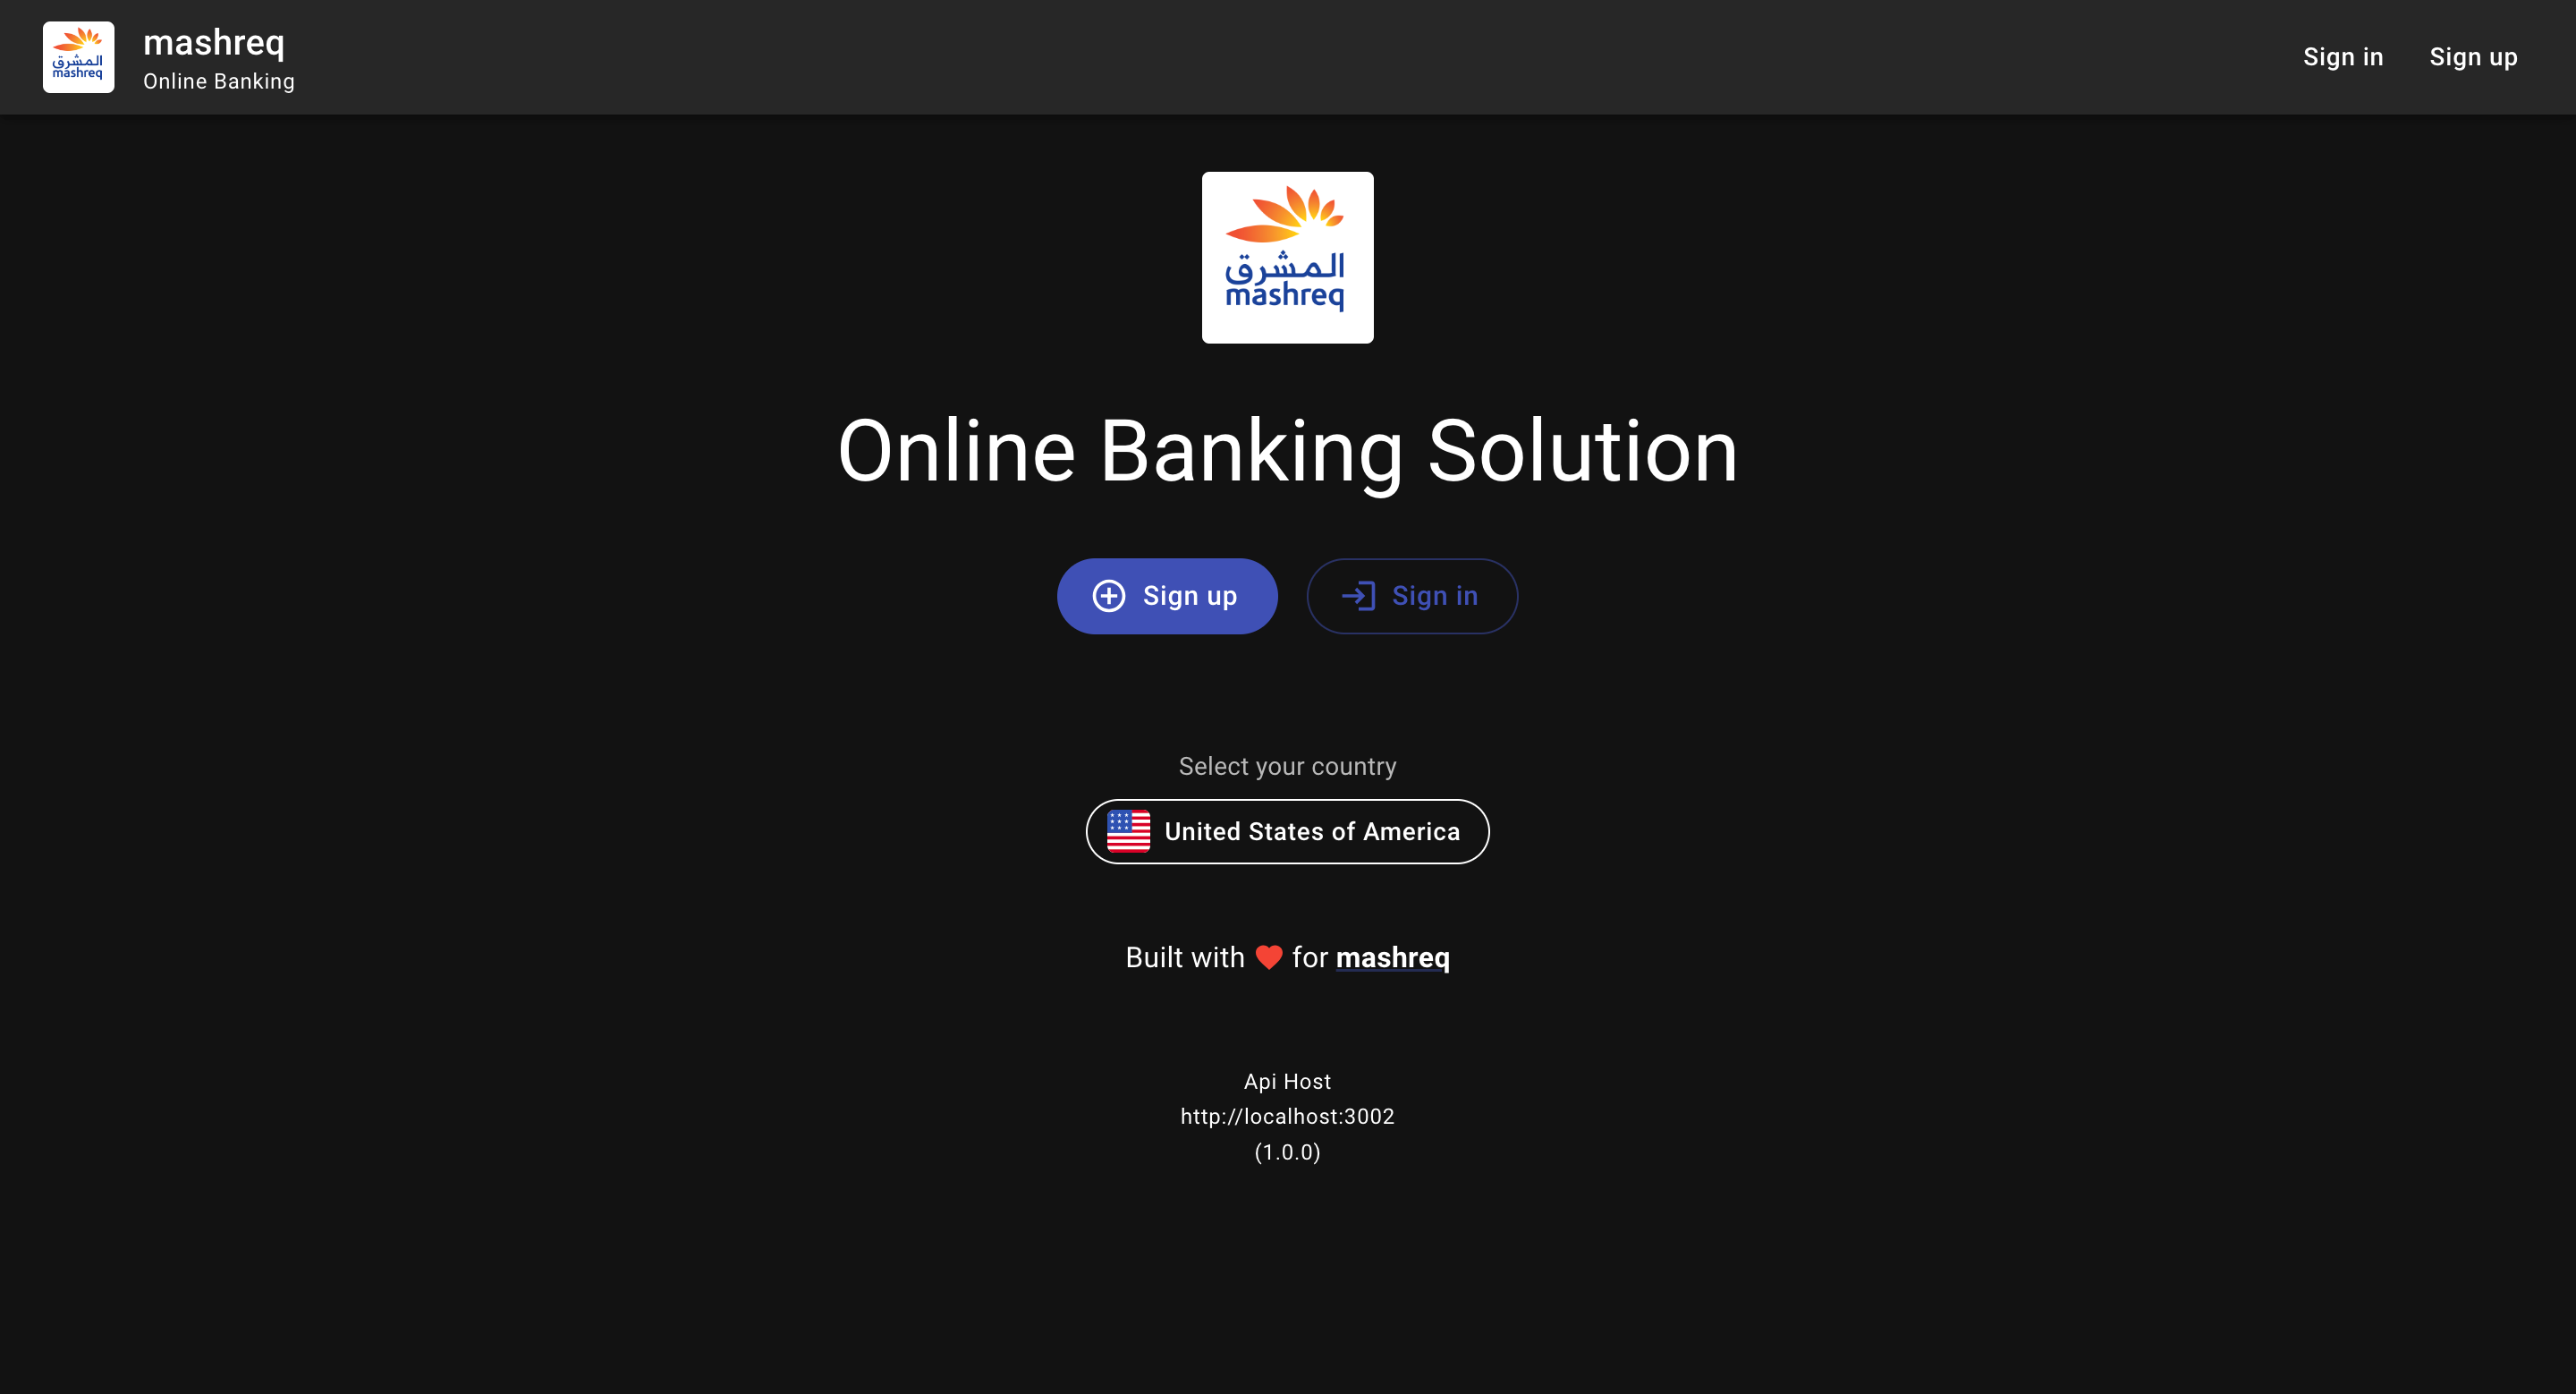 المشرق
mashreq
mashreq
Online Banking
Sign in
Sign up
المشرق
mashreq
Online Banking Solution
Sign up
Sign in
Select your country
United States of America
Built with ❤ for mashreq
Api Host
http://localhost:3002
(1.0.0)